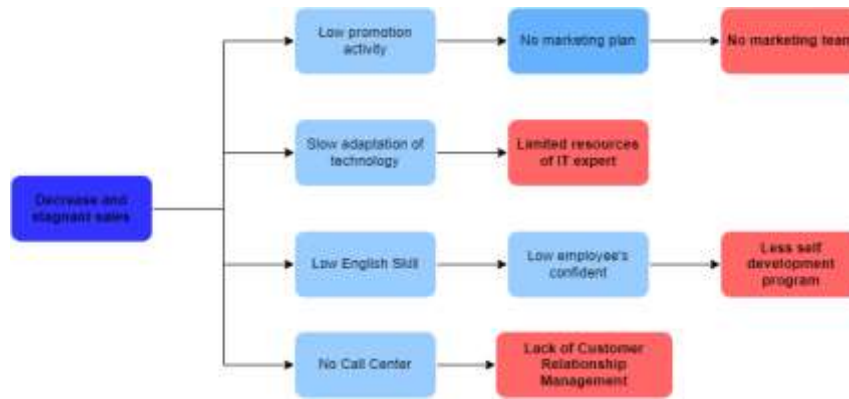 Low promotion
activity
No marketing plan
No marketing team
Slow adaptation of
technology
Limited resources
of IT expert
Decrease and
stagnant sales
Low English Skill
Low employee's
confident
Less self
development
program
No Call Center
Lack of Customer
Relationship
Management